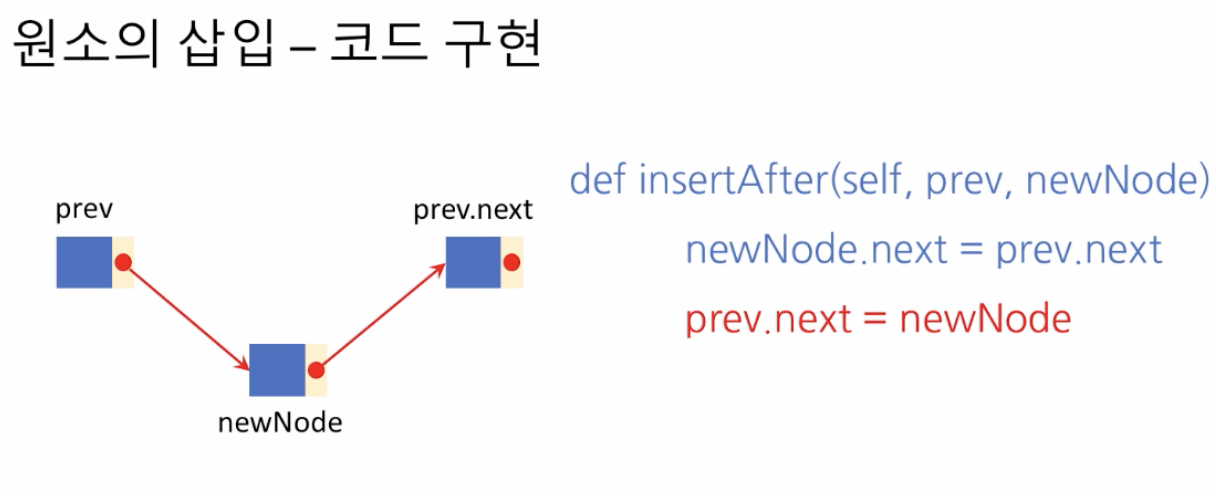 원소의 삽입 – 코드 구현
def insertAfter(self, prev, newNode)
newNode.next = prev.next
prev.next = newNode
prev
prev.next
newNode